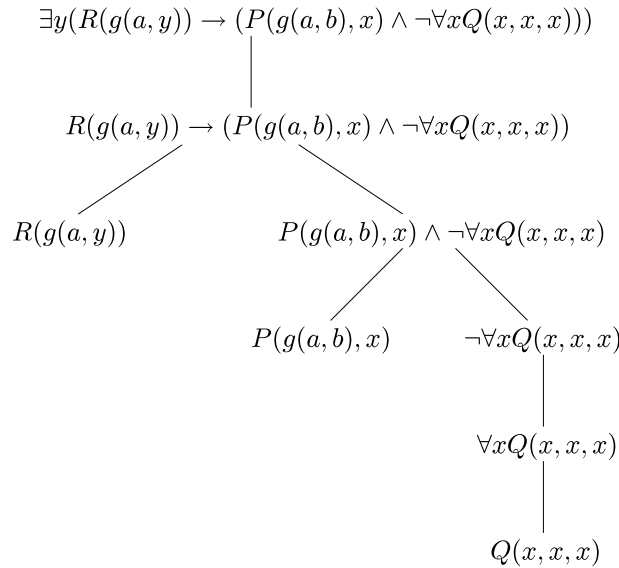 ∃y(R(g(a, y)) → (P(g(a, b), x) ∧ ¬∀xQ(x, x, x)))
R(g(a, y)) → (P(g(a, b), x) ∧ ¬∀xQ(x, x, x))
R(g(a, y)) P(g(a, b), x) ∧ ¬∀xQ(x, x, x)
P(g(a, b), x) ¬∀xQ(x, x, x)
∀xQ(x, x, x)
Q(x, x, x)